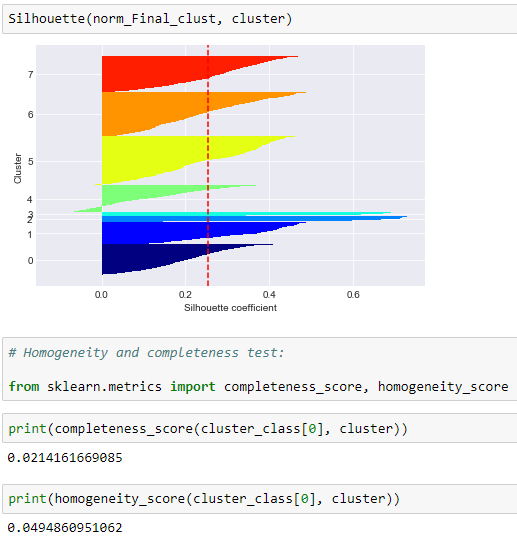 Silhouette(norm_Final_clust, cluster)
7
6
5
4
3
2
1
0
Cluster
0.0 0.2 0.4 0.6
Silhouette coefficient
# Homogeneity and completeness test:
from sklearn.metrics import completeness_score, homogeneity_score
print(completeness_score(cluster_class[0], cluster))
0.0214161669085
print(homogeneity_score(cluster_class[0], cluster))
0.0494860951062